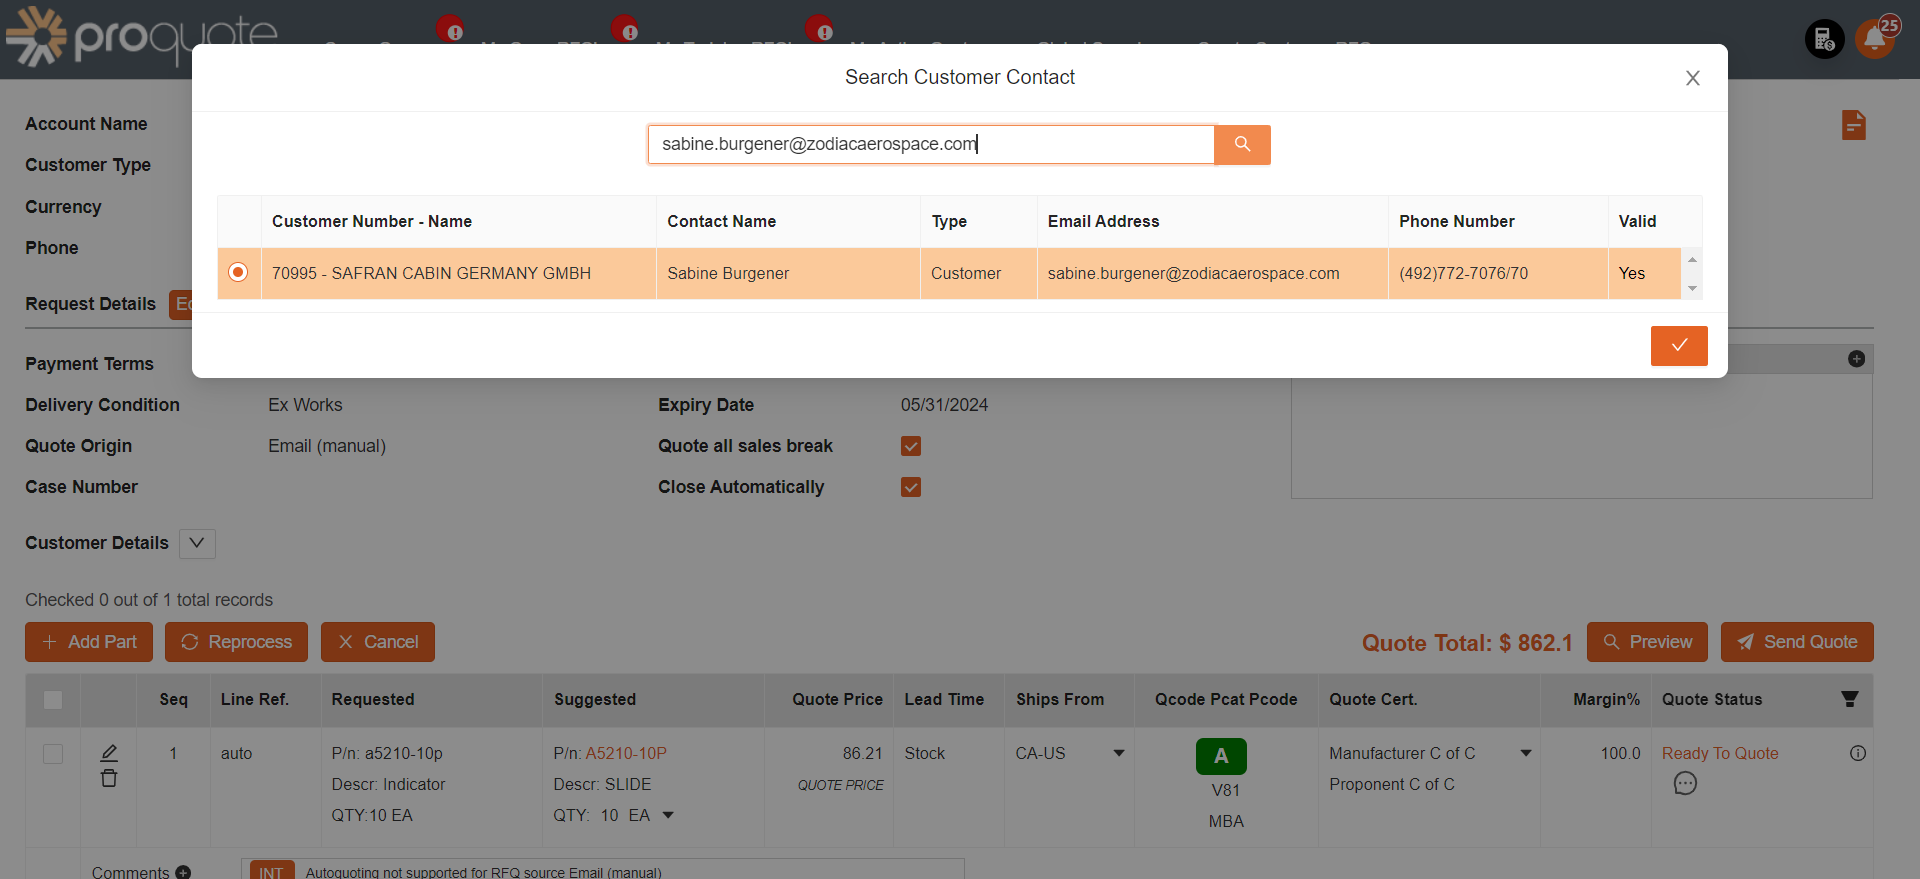 proquote
25
Search Customer Contact
sabine.burgener@zodiacaerospace.com
Customer Number - Name Contact Name Type Email Address Phone Number Valid
70995 - SAFRAN CABIN GERMANY GMBH Sabine Burgener Customer sabine.burgener@zodiacaerospace.com (492)772-7076/70 Yes
Account Name
Customer Type
Currency
Phone
Request Details
Payment Terms
Delivery Condition Ex Works Expiry Date 05/31/2024
Quote Origin Email (manual) Quote all sales break
Case Number Close Automatically
Customer Details
Checked 0 out of 1 total records
Add Part Reprocess Cancel Quote Total: $ 862.1 Preview Send Quote
Seq Line Ref. Requested Suggested Quote Price Lead Time Ships From Qcode Pcat Pcode Quote Cert. Margin% Quote Status
1 auto P/n: a5210-10p P/n: A5210-10P 86.21 Stock CA-US A Manufacturer C of C 100.0 Ready To Quote
Descr: Indicator Descr: SLIDE QUOTE PRICE V81 Proponent C of C
QTY:10 EA QTY: 10 EA MBA
Comments INT Autoquoting not supported for RFQ source Email (manual)